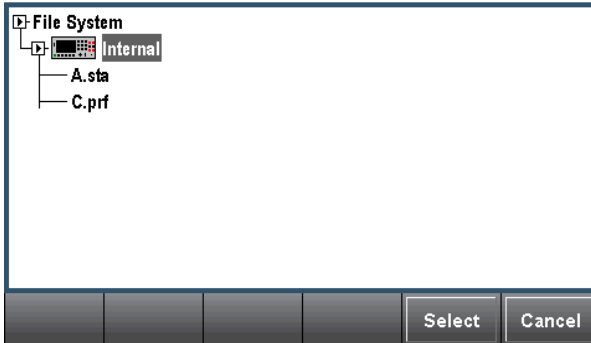 File System
Internal
A.sta
C.prf
Select Cancel